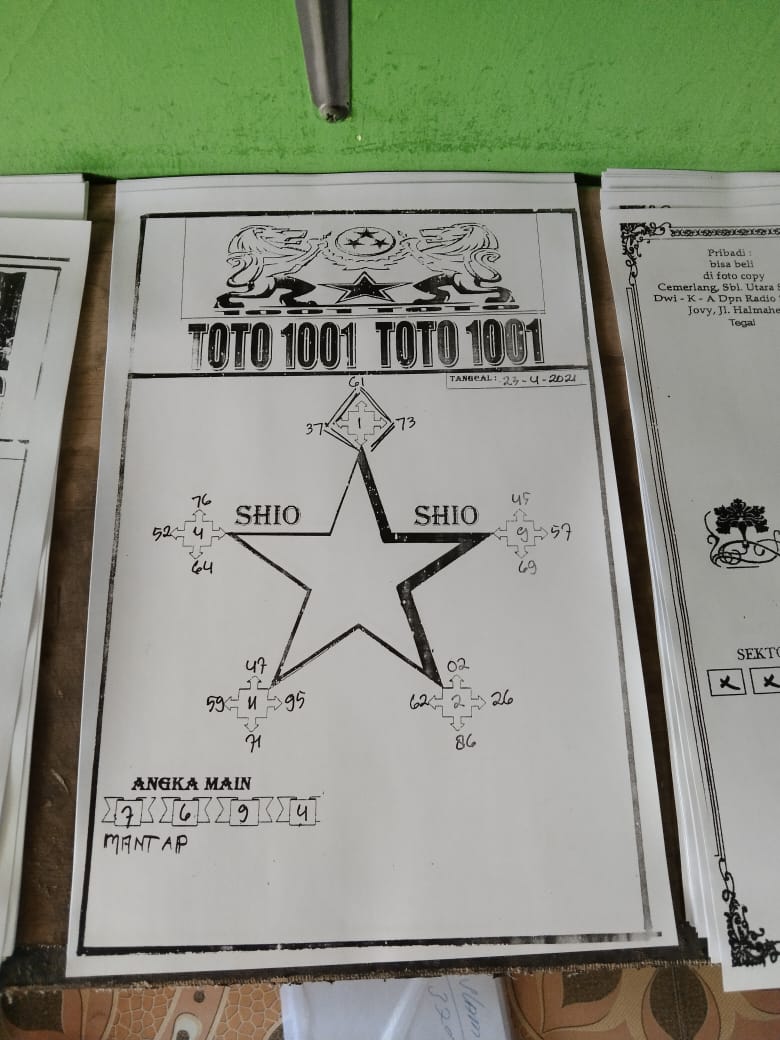 TOTO 1001 TOTO 1001
TANGGAL: 23-4-2021
61
37 1 73
76
SHIO SHIO
45
52 4
9 57
64
69
47
02
59 11 95
62 2 26
71
86
ANGKA MAIN
7 6 9 4
MANTAP
Pribadi :
bisa beli
di foto copy
Cemerlang, Sbl. Utara S
Dwi - K - A Dpn Radio
Jovy, Jl. Halmahe
Tegal
SEKTO
x x